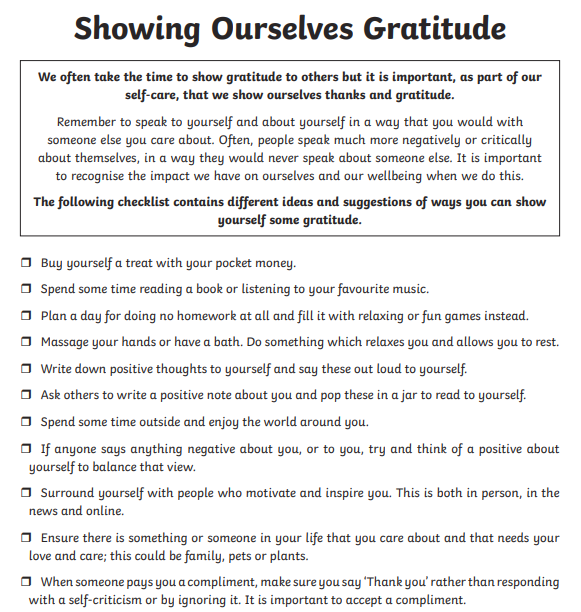 Showing Ourselves Gratitude
We often take the time to show gratitude to others but it is important, as part of our
self-care, that we show ourselves thanks and gratitude.
Remember to speak to yourself and about yourself in a way that you would with
someone else you care about. Often, people speak much more negatively or critically
about themselves, in a way they would never speak about someone else. It is important
to recognise the impact we have on ourselves and our wellbeing when we do this.
The following checklist contains different ideas and suggestions of ways you can show
yourself some gratitude.
❒ Buy yourself a treat with your pocket money.
❒ Spend some time reading a book or listening to your favourite music.
❒ Plan a day for doing no homework at all and fill it with relaxing or fun games instead.
❒ Massage your hands or have a bath. Do something which relaxes you and allows you to rest.
❒ Write down positive thoughts to yourself and say these out loud to yourself.
❒ Ask others to write a positive note about you and pop these in a jar to read to yourself.
❒ Spend some time outside and enjoy the world around you.
❒ If anyone says anything negative about you, or to you, try and think of a positive about
yourself to balance that view.
❒ Surround yourself with people who motivate and inspire you. This is both in person, in the
news and online.
❒ Ensure there is something or someone in your life that you care about and that needs your
love and care; this could be family, pets or plants.
❒ When someone pays you a compliment, make sure you say ‘Thank you’ rather than responding
with a self-criticism or by ignoring it. It is important to accept a compliment.